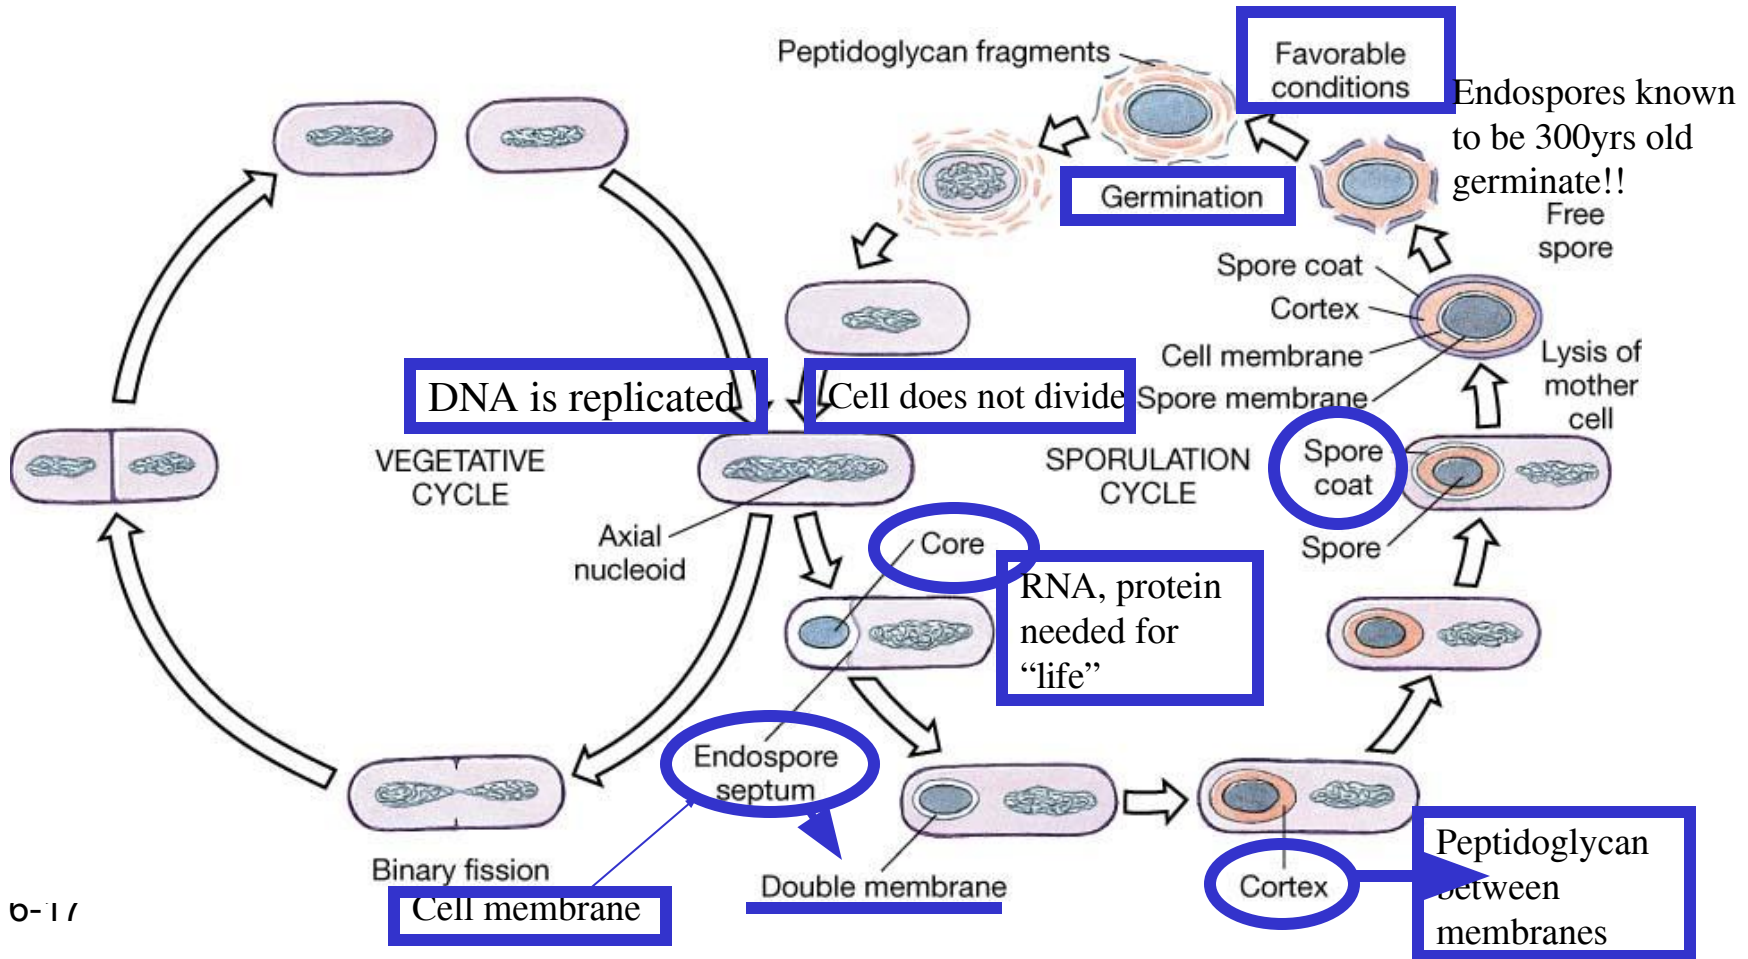 Peptidoglycan fragments
Favorable
conditions
Endospores known
to be 300yrs old
germinate!!
Germination
Free
spore
Spore coat
Cortex
Cell membrane
Spore membrane
Lysis of
mother
cell
DNA is replicated
Cell does not divide
VEGETATIVE
CYCLE
SPORULATION
CYCLE
Spore
coat
Spore
Axial
nucleoid
Core
RNA, protein
needed for
“life”
Endospore
septum
Binary fission
Cell membrane
Double membrane
Cortex
Peptidoglycan
between
membranes